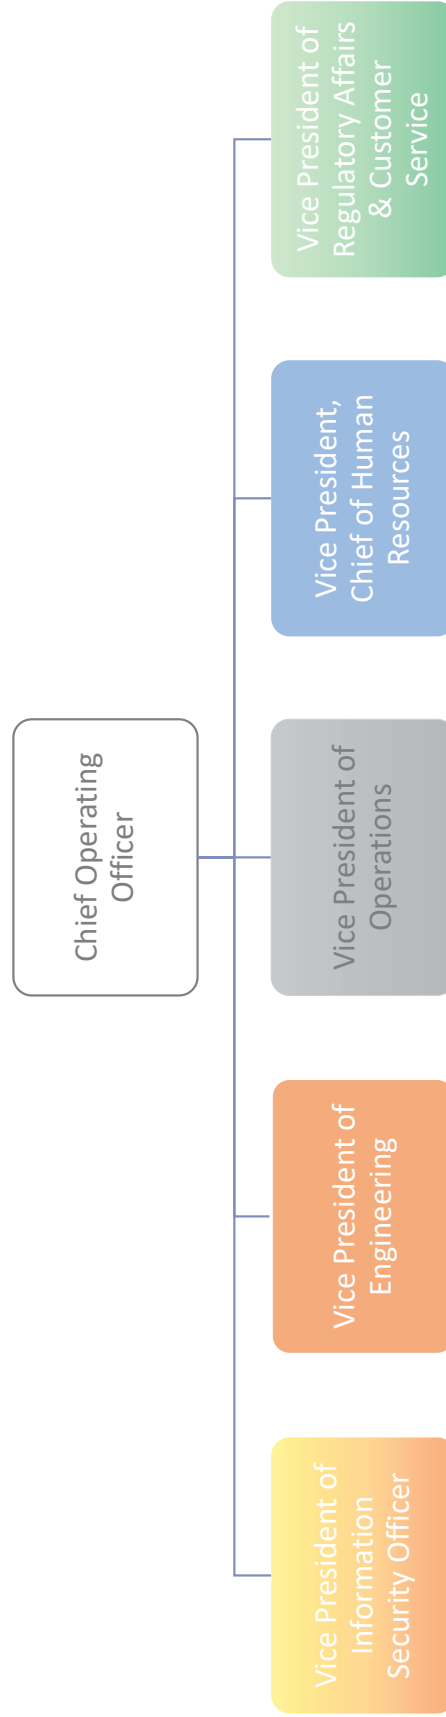 Chief Operating
Officer
Vice President of
Information
Security Officer
Vice President of
Engineering
Vice President of
Operations
Vice President,
Chief of Human
Resources
Vice President of
Regulatory Affairs
& Customer
Service